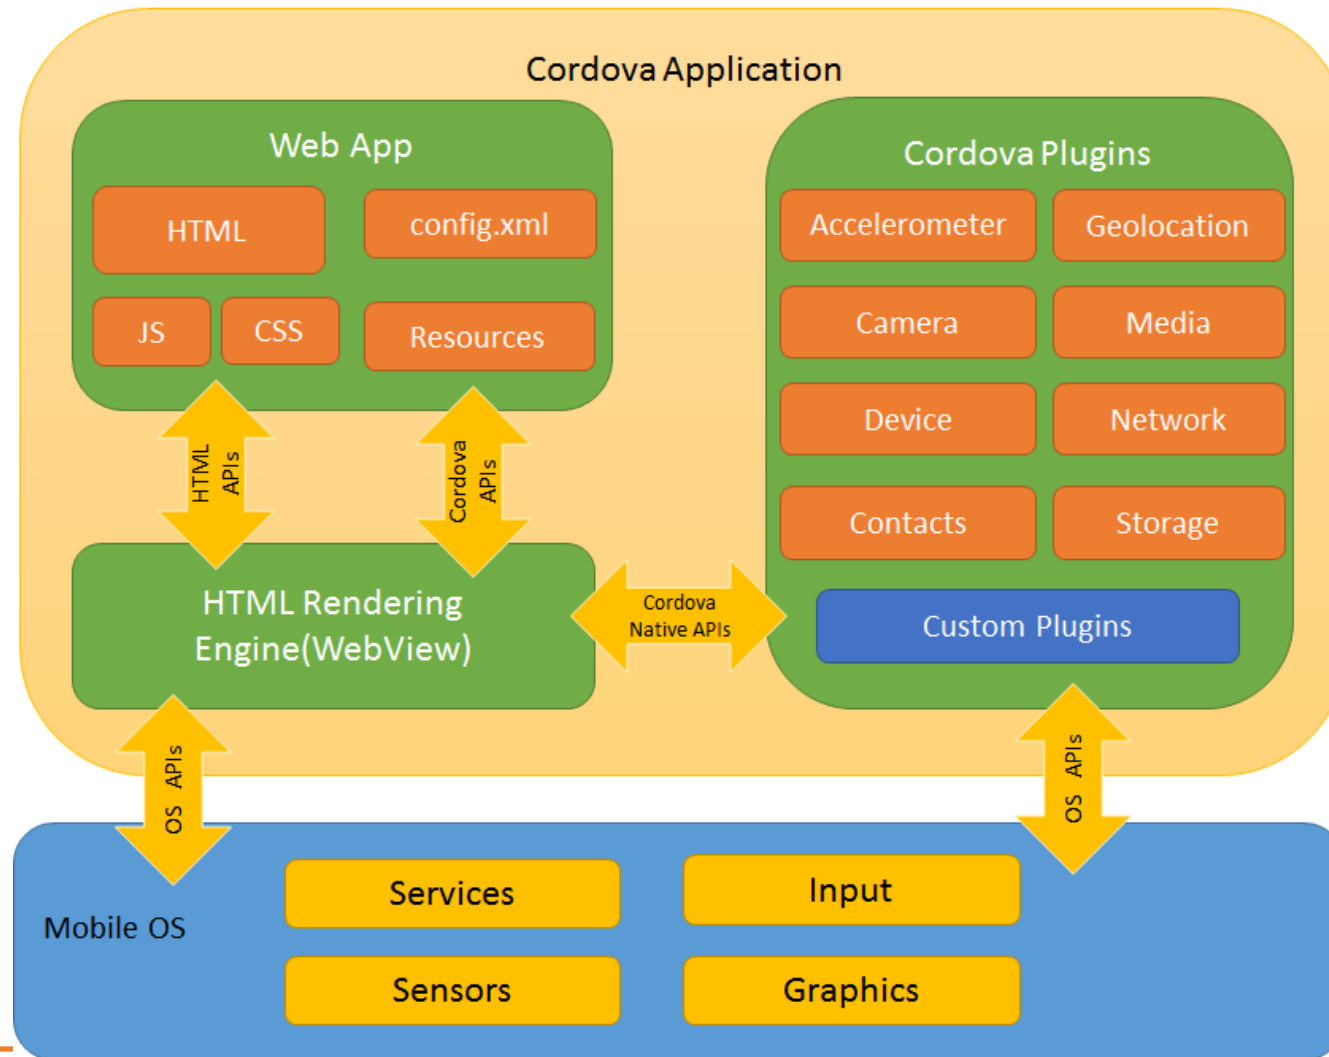 Cordova Application
Web App
HTML
config.xml
JS
CSS
Resources
HTML
APIs
Cordova
APIs
HTML Rendering
Engine(WebView)
Cordova
Native APIs
Cordova Plugins
Accelerometer
Geolocation
Camera
Media
Device
Network
Contacts
Storage
Custom Plugins
OS APIs
OS APIs
Mobile OS
Services
Input
Sensors
Graphics